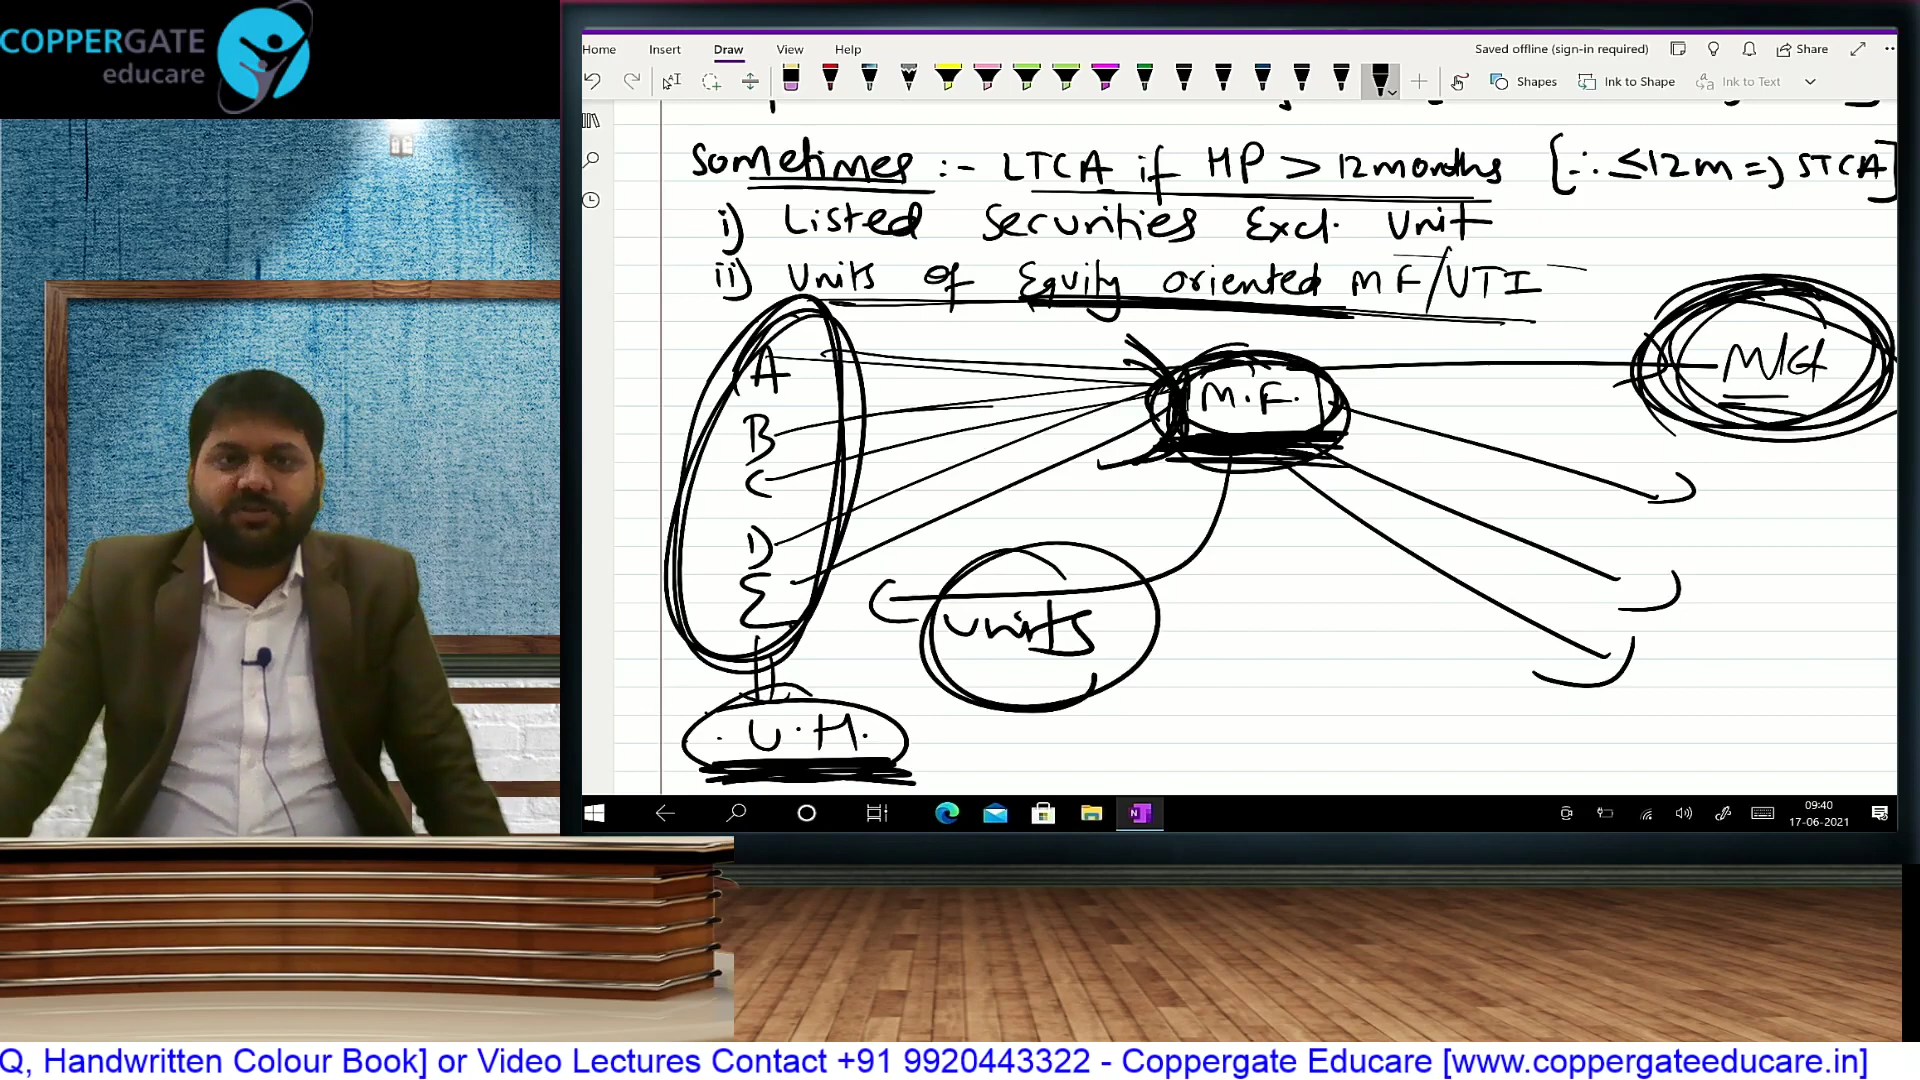 COPPERGATE
educare
Home Insert Draw View Help
Saved offline (sign-in required) Share
Shapes Ink to Shape Ink to Text
Sometimes :- LTCA if HP > 12 months [∴ ≤12m => STCA]
i) Listed Securities Excl. Unit
ii) Units of Equity oriented MF/UTI
A
B
C
D
E
M.F.
Mkt
units
U.H.
09:40
17-06-2021
Q, Handwritten Colour Book] or Video Lectures Contact +91 9920443322 - Coppergate Educare [www.coppergateeducare.in]